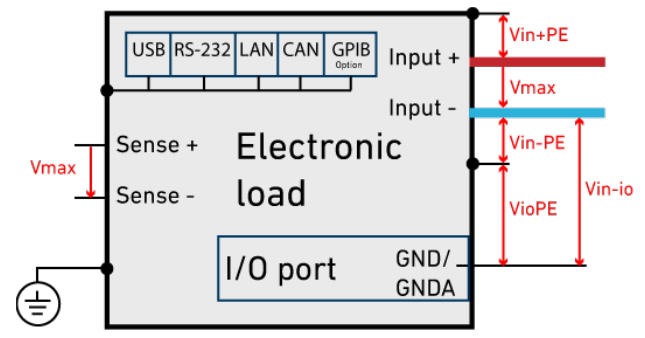 USB RS-232 LAN CAN GPIB
Option
Input +
Input -
Vin+PE
Vmax
Vin-PE
VioPE
Vin-io
Sense +
Sense -
Vmax
Electronic
load
I/O port
GND/
GNDA